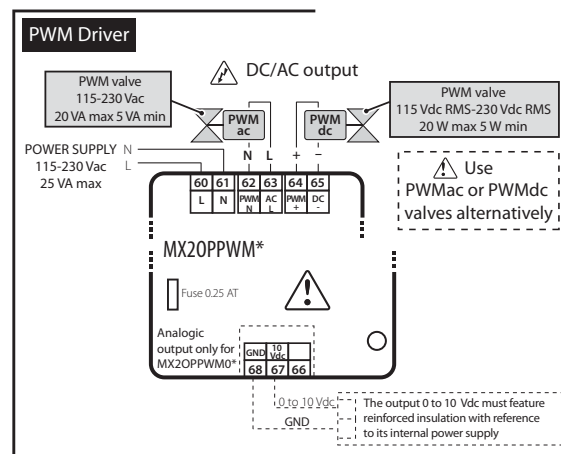 PWM Driver
DC/AC output
PWM valve
115-230 Vac
20 VA max 5 VA min
PWM valve
115 Vdc RMS-230 Vdc RMS
20 W max 5 W min
PWM
ac
PWM
dc
POWER SUPPLY N
115-230 Vac L
25 VA max
N L + −
Use
PWMac or PWMdc
valves alternatively
60 61 62 63 64 65
L N PWM N AC L PWM + DC -
MX2OPPWM*
Fuse 0.25 AT
Analogic
output only for
MX2OPPWM0*
GND 10 Vdc
68 67 66
0 to 10 Vdc
GND
The output 0 to 10 Vdc must feature
reinforced insulation with reference
to its internal power supply